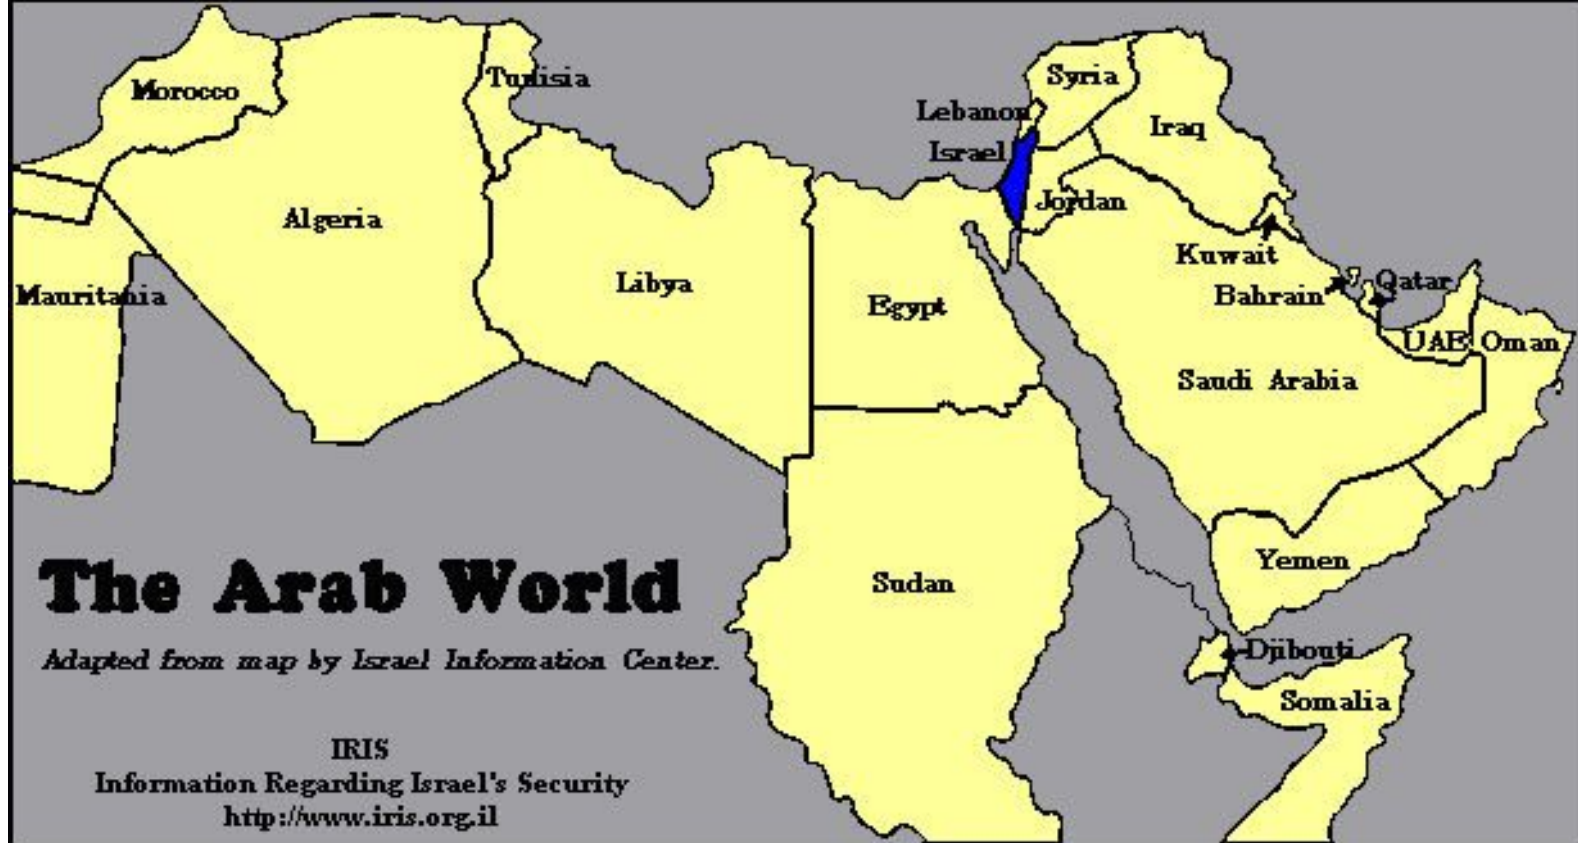 Morocco
Tunisia
Syria
Lebanon
Iraq
Israel
Algeria
Jordan
Kuwait
Libya
Mauritania
Egypt
Bahrain
Qatar
UAE
Oman
Saudi Arabia
Yemen
Sudan
Djibouti
Somalia
The Arab World
Adapted from map by Israel Information Center.
IRIS
Information Regarding Israel's Security
http://www.iris.org.il